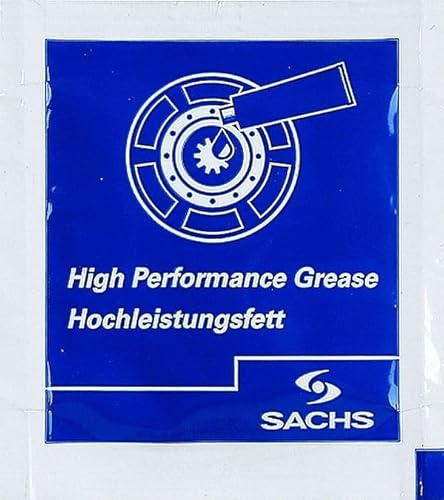 High Performance Grease
Hochleistungsfett
SACHS